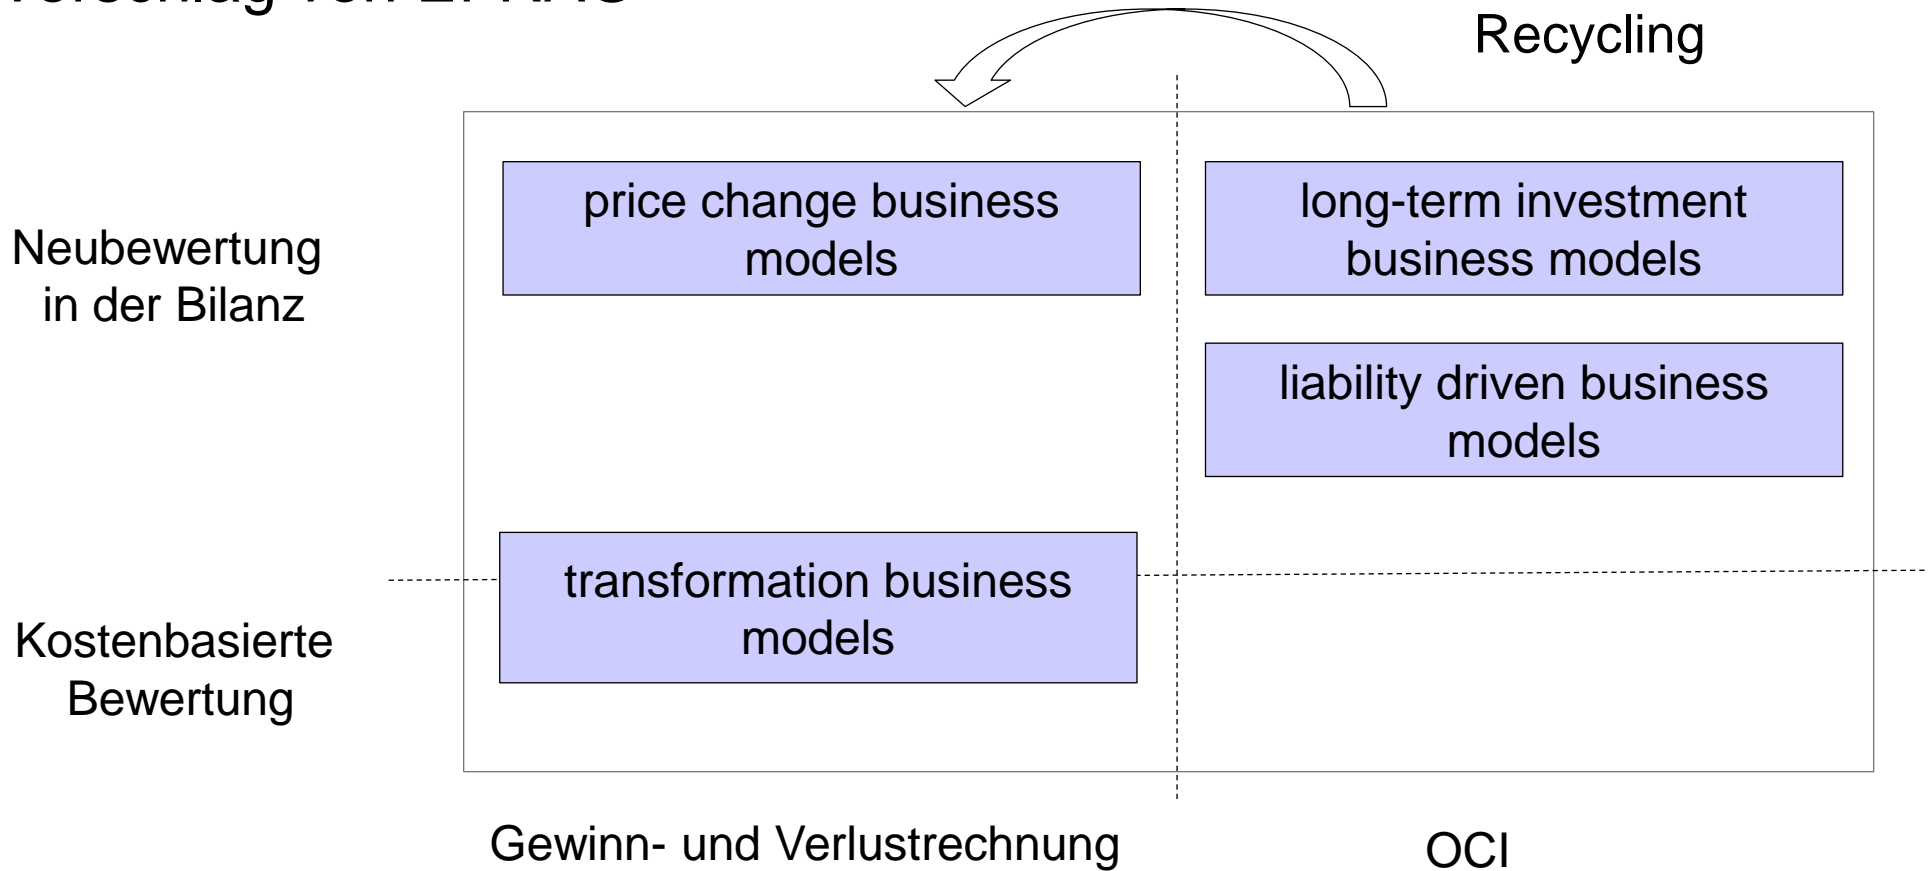 Recycling
price change business
models
long-term investment
business models
Neubewertung
in der Bilanz
liability driven business
models
transformation business
models
Kostenbasierte
Bewertung
Gewinn- und Verlustrechnung
OCI